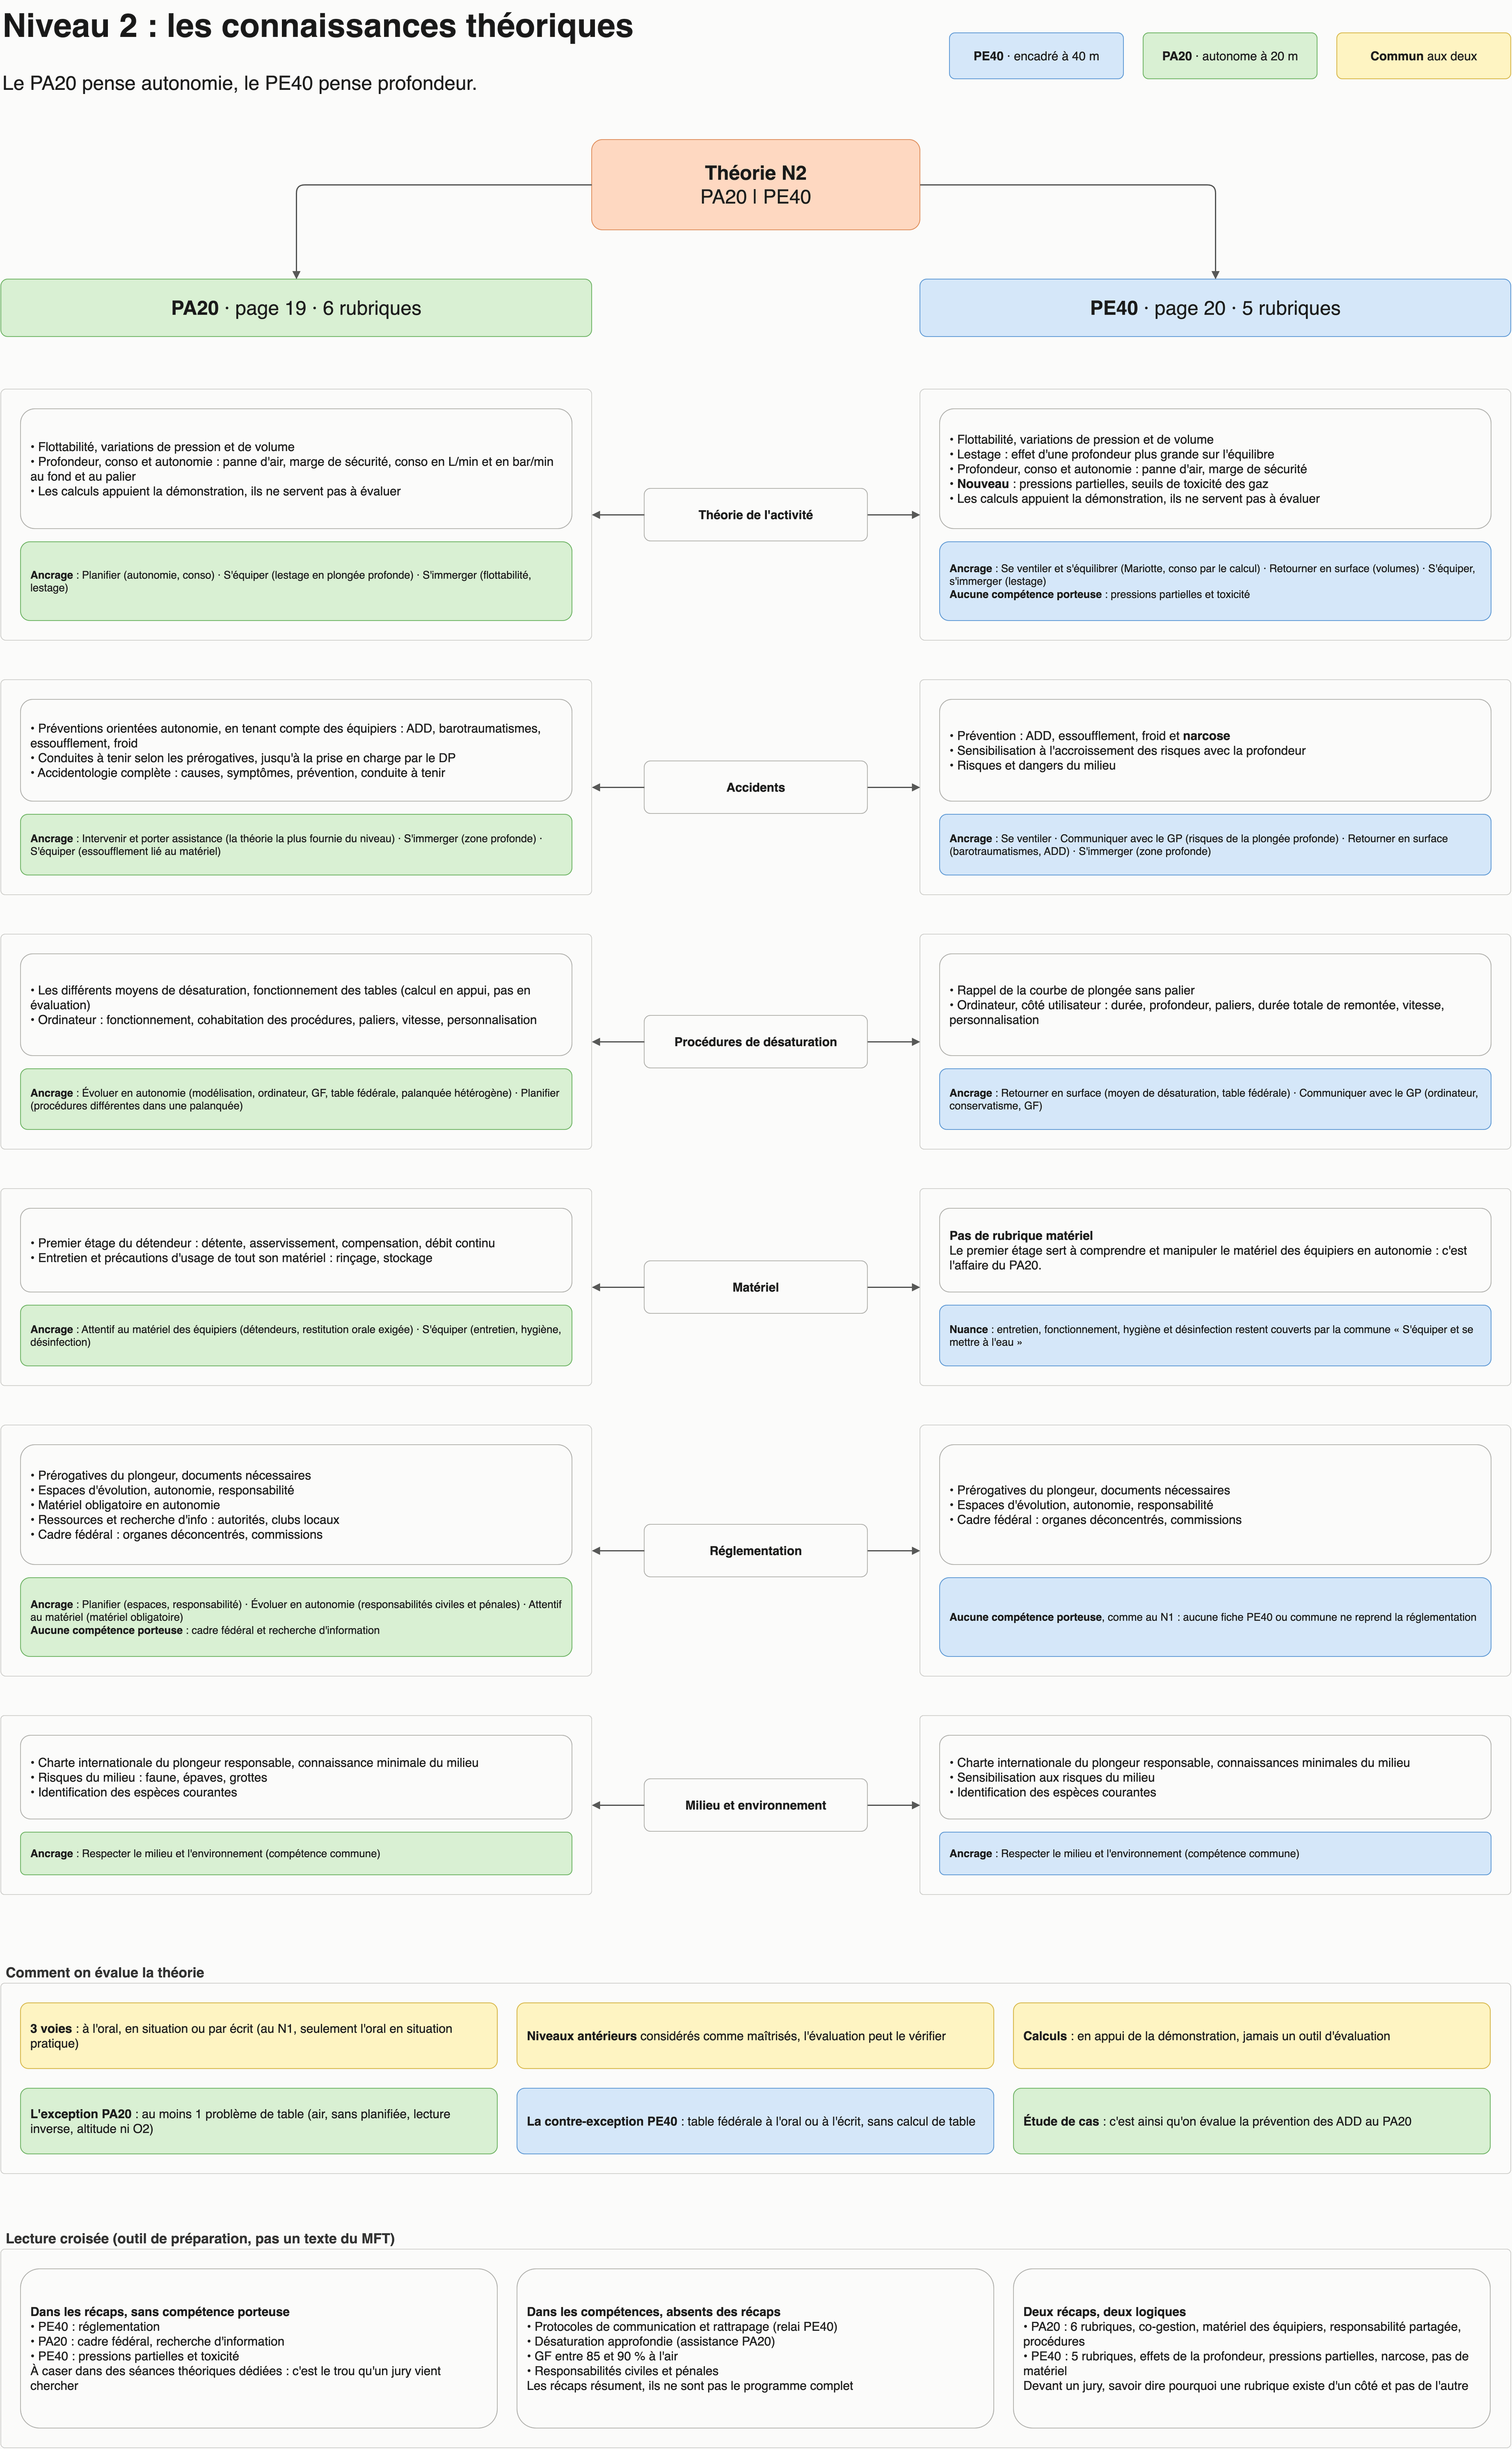 Niveau 2 : les connaissances théoriques
Le PA20 pense autonomie, le PE40 pense profondeur.
PE40 · encadré à 40 m
PA20 · autonome à 20 m
Commun aux deux
Théorie N2
PA20 | PE40
PA20 · page 19 · 6 rubriques
PE40 · page 20 · 5 rubriques
• Flottabilité, variations de pression et de volume
• Profondeur, conso et autonomie : panne d'air, marge de sécurité, conso en L/min et en bar/min
au fond et au palier
• Les calculs appuient la démonstration, ils ne servent pas à évaluer
Ancrage : Planifier (autonomie, conso) · S'équiper (lestage en plongée profonde) · S'immerger (flottabilité,
lestage)
Théorie de l'activité
• Flottabilité, variations de pression et de volume
• Lestage : effet d'une profondeur plus grande sur l'équilibre
• Profondeur, conso et autonomie : panne d'air, marge de sécurité
• Nouveau : pressions partielles, seuils de toxicité des gaz
• Les calculs appuient la démonstration, ils ne servent pas à évaluer
Ancrage : Se ventiler et s'équilibrer (Mariotte, conso par le calcul) · Retourner en surface (volumes) · S'équiper,
s'immerger (lestage)
Aucune compétence porteuse : pressions partielles et toxicité
• Préventions orientées autonomie, en tenant compte des équipiers : ADD, barotraumatismes,
essoufflement, froid
• Conduites à tenir selon les prérogatives, jusqu'à la prise en charge par le DP
• Accidentologie complète : causes, symptômes, prévention, conduite à tenir
Ancrage : Intervenir et porter assistance (la théorie la plus fournie du niveau) · S'immerger (zone profonde) ·
S'équiper (essoufflement lié au matériel)
Accidents
• Prévention : ADD, essoufflement, froid et narcose
• Sensibilisation à l'accroissement des risques avec la profondeur
• Risques et dangers du milieu
Ancrage : Se ventiler · Communiquer avec le GP (risques de la plongée profonde) · Retourner en surface
(barotraumatismes, ADD) · S'immerger (zone profonde)
• Les différents moyens de désaturation, fonctionnement des tables (calcul en appui, pas en
évaluation)
• Ordinateur : fonctionnement, cohabitation des procédures, paliers, vitesse, personnalisation
Ancrage : Évoluer en autonomie (modélisation, ordinateur, GF, table fédérale, palanquée hétérogène) · Planifier
(procédures différentes dans une palanquée)
Procédures de désaturation
• Rappel de la courbe de plongée sans palier
• Ordinateur, côté utilisateur : durée, profondeur, paliers, durée totale de remontée, vitesse,
personnalisation
Ancrage : Retourner en surface (moyen de désaturation, table fédérale) · Communiquer avec le GP (ordinateur,
conservatisme, GF)
• Premier étage du détendeur : détente, asservissement, compensation, débit continu
• Entretien et précautions d'usage de tout son matériel : rinçage, stockage
Ancrage : Attentif au matériel des équipiers (détendeurs, restitution orale exigée) · S'équiper (entretien, hygiène,
désinfection)
Matériel
Pas de rubrique matériel
Le premier étage sert à comprendre et manipuler le matériel des équipiers en autonomie : c'est
l'affaire du PA20.
Nuance : entretien, fonctionnement, hygiène et désinfection restent couverts par la commune « S'équiper et se
mettre à l'eau »
• Prérogatives du plongeur, documents nécessaires
• Espaces d'évolution, autonomie, responsabilité
• Matériel obligatoire en autonomie
• Ressources et recherche d'info : autorités, clubs locaux
• Cadre fédéral : organes déconcentrés, commissions
Ancrage : Planifier (espaces, responsabilité) · Évoluer en autonomie (responsabilités civiles et pénales) · Attentif
au matériel (matériel obligatoire)
Aucune compétence porteuse : cadre fédéral et recherche d'information
Réglementation
• Prérogatives du plongeur, documents nécessaires
• Espaces d'évolution, autonomie, responsabilité
• Cadre fédéral : organes déconcentrés, commissions
Aucune compétence porteuse, comme au N1 : aucune fiche PE40 ou commune ne reprend la réglementation
• Charte internationale du plongeur responsable, connaissance minimale du milieu
• Risques du milieu : faune, épaves, grottes
• Identification des espèces courantes
Ancrage : Respecter le milieu et l'environnement (compétence commune)
Milieu et environnement
• Charte internationale du plongeur responsable, connaissances minimales du milieu
• Sensibilisation aux risques du milieu
• Identification des espèces courantes
Ancrage : Respecter le milieu et l'environnement (compétence commune)
Comment on évalue la théorie
3 voies : à l'oral, en situation ou par écrit (au N1, seulement l'oral en situation
pratique)
Niveaux antérieurs considérés comme maîtrisés, l'évaluation peut le vérifier
Calculs : en appui de la démonstration, jamais un outil d'évaluation
L'exception PA20 : au moins 1 problème de table (air, sans planifiée, lecture
inverse, altitude ni O2)
La contre-exception PE40 : table fédérale à l'oral ou à l'écrit, sans calcul de table
Étude de cas : c'est ainsi qu'on évalue la prévention des ADD au PA20
Lecture croisée (outil de préparation, pas un texte du MFT)
Dans les récaps, sans compétence porteuse
• PE40 : réglementation
• PA20 : cadre fédéral, recherche d'information
• PE40 : pressions partielles et toxicité
À caser dans des séances théoriques dédiées : c'est le trou qu'un jury vient
chercher
Dans les compétences, absents des récaps
• Protocoles de communication et rattrapage (relai PE40)
• Désaturation approfondie (assistance PA20)
• GF entre 85 et 90 % à l'air
• Responsabilités civiles et pénales
Les récaps résument, ils ne sont pas le programme complet
Deux récaps, deux logiques
• PA20 : 6 rubriques, co-gestion, matériel des équipiers, responsabilité partagée,
procédures
• PE40 : 5 rubriques, effets de la profondeur, pressions partielles, narcose, pas de
matériel
Devant un jury, savoir dire pourquoi une rubrique existe d'un côté et pas de l'autre